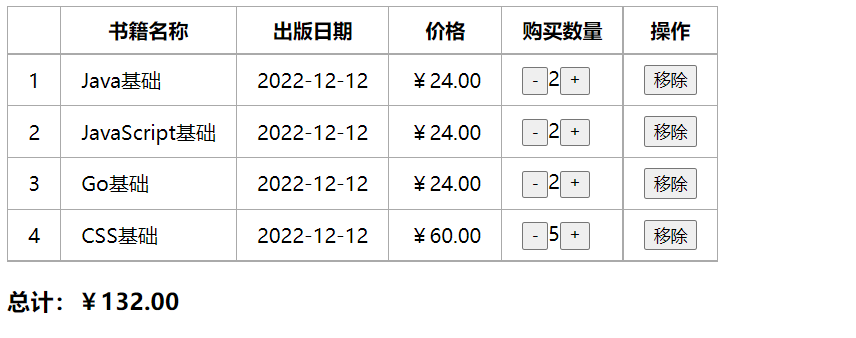 书籍名称 出版日期 价格 购买数量 操作
1 Java基础 2022-12-12 ￥24.00 - 2 + 移除
2 JavaScript基础 2022-12-12 ￥24.00 - 2 + 移除
3 Go基础 2022-12-12 ￥24.00 - 2 + 移除
4 CSS基础 2022-12-12 ￥60.00 - 5 + 移除
总计：￥132.00